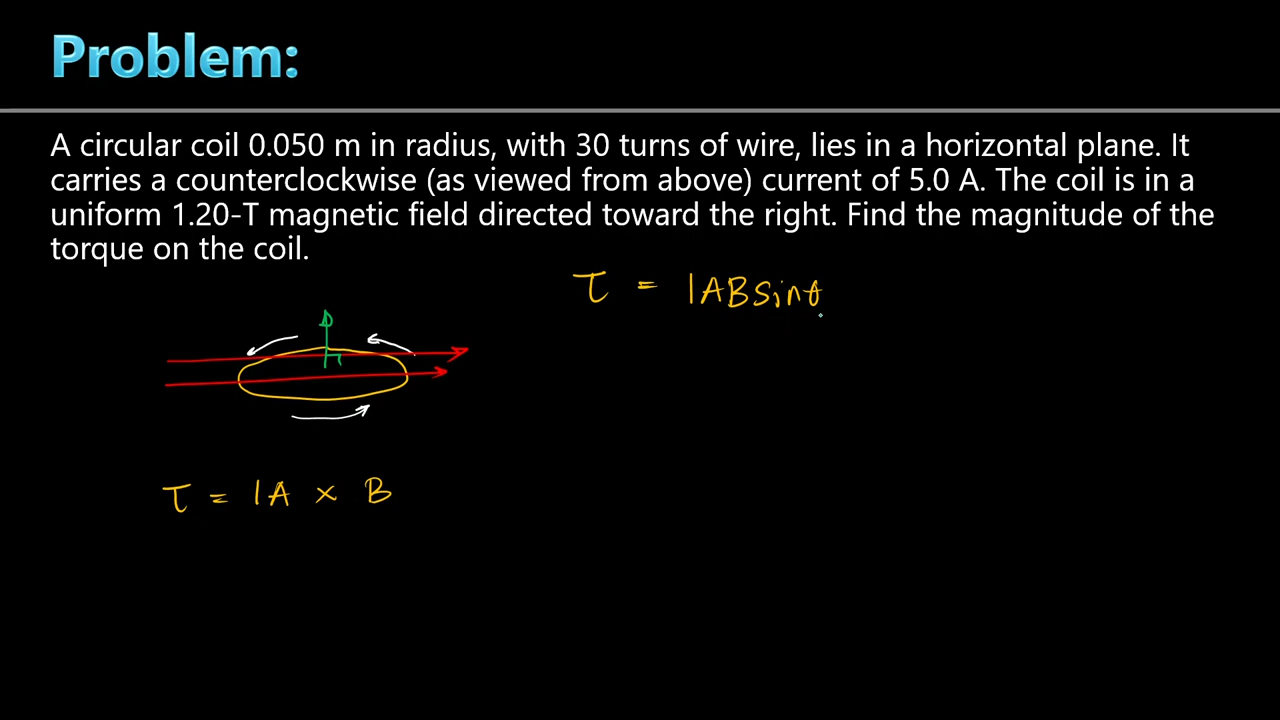 Problem:
A circular coil 0.050 m in radius, with 30 turns of wire, lies in a horizontal plane. It
carries a counterclockwise (as viewed from above) current of 5.0 A. The coil is in a
uniform 1.20-T magnetic field directed toward the right. Find the magnitude of the
torque on the coil.
τ = IABsinθ
τ = IA × B